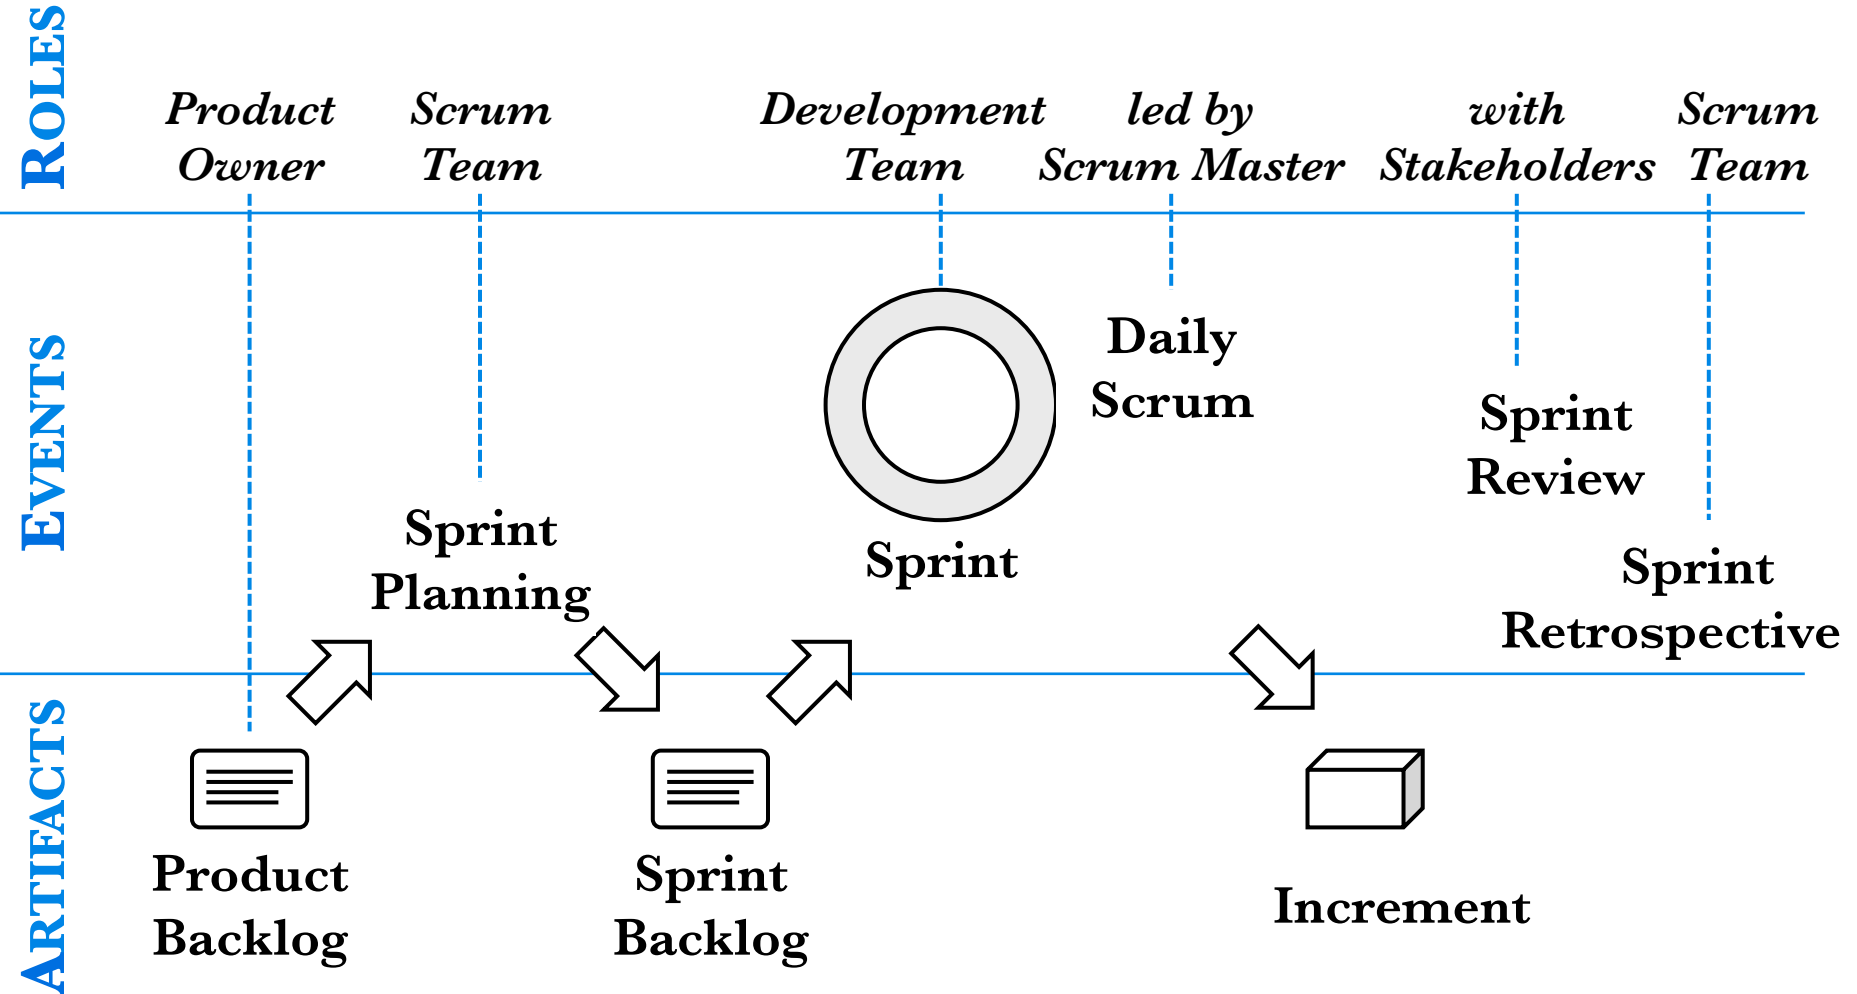 ROLES
Product
Owner
Scrum
Team
Development
Team
led by
Scrum Master
with
Stakeholders
Scrum
Team
EVENTS
Sprint
Planning
Sprint
Daily
Scrum
Sprint
Review
Sprint
Retrospective
ARTIFACTS
Product
Backlog
Sprint
Backlog
Increment